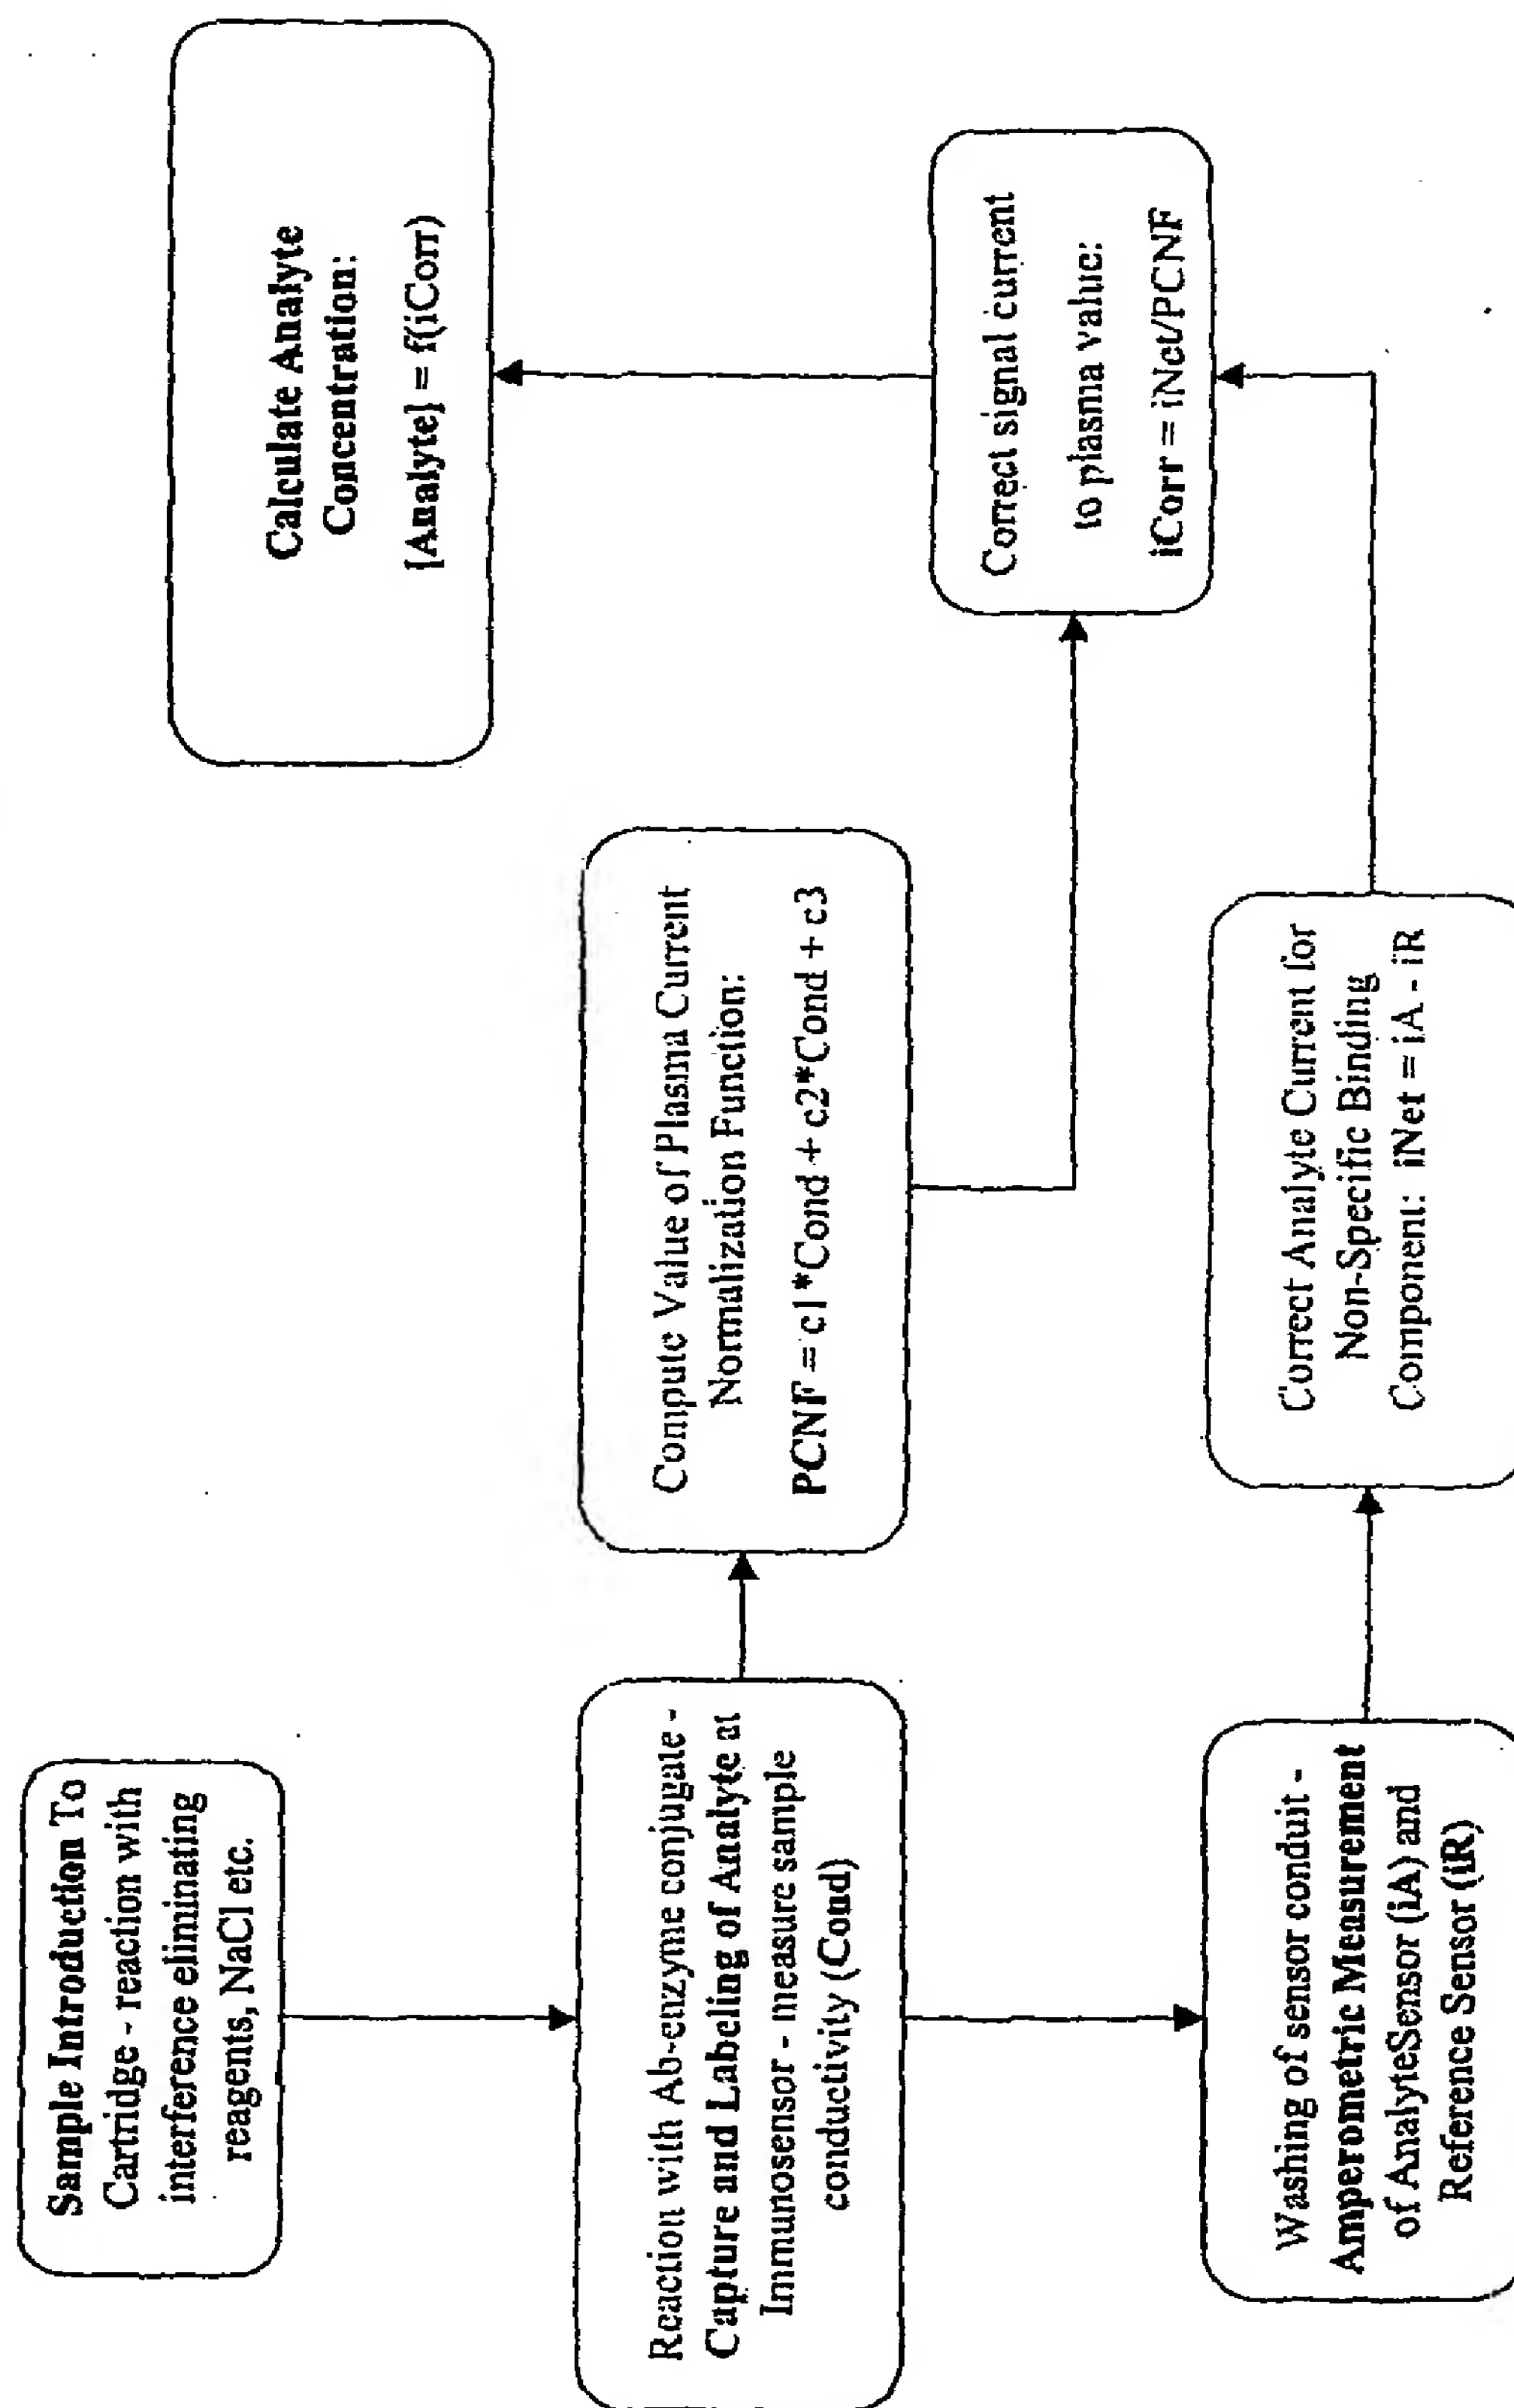 Sample Introduction To
Cartridge - reaction with
interference eliminating
reagents, NaCl etc.
Reaction with Ab-enzyme conjugate -
Capture and Labeling of Analyte at
Immunosensor - measure sample
conductivity (Cond)
Washing of sensor conduit -
Amperometric Measurement
of AnalyteSensor (iA) and
Reference Sensor (iR)
Compute Value of Plasma Current
Normalization Function:
PCNF = c1*Cond + c2*Cond + c3
Correct Analyte Current for
Non-Specific Binding
Component: iNet = iA - iR
Correct signal current
to plasma value:
iCorr = iNet/PCNF
Calculate Analyte
Concentration:
[Analyte] = f(iCorr)